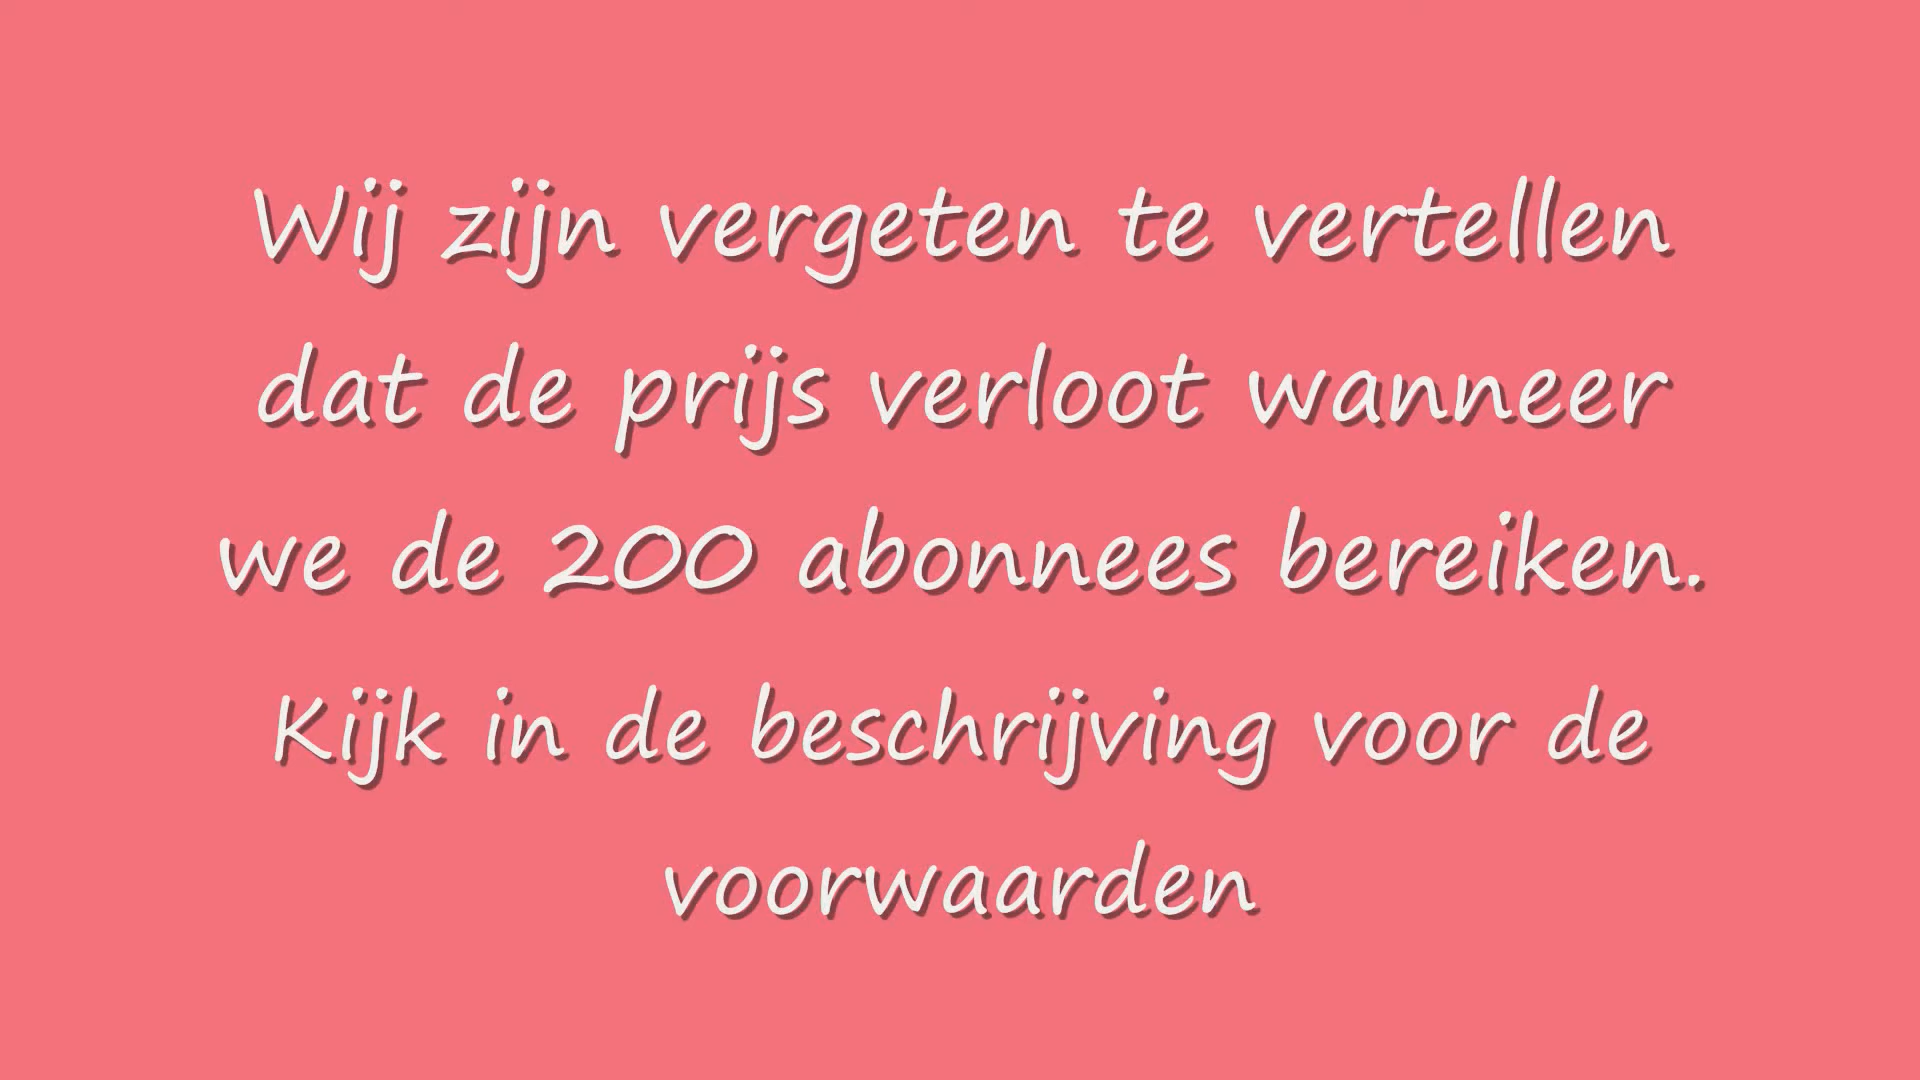 Wij zijn vergeten te vertellen
dat de prijs verloot wanneer
we de 200 abonnees bereiken.
Kijk in de beschrijving voor de
voorwaarden